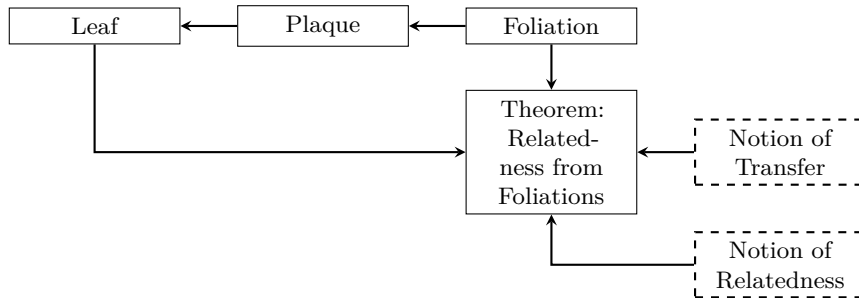 Leaf
Plaque
Foliation
Theorem:
Related-
ness from
Foliations
Notion of
Transfer
Notion of
Relatedness